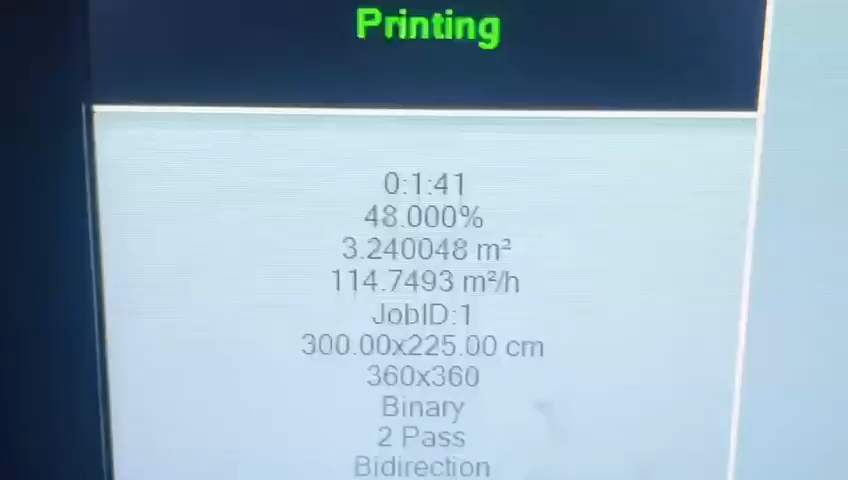 Printing
0:1:41
48.000%
3.240048 m²
114.7493 m²/h
JobID:1
300.00x225.00 cm
360x360
Binary
2 Pass
Bidirection